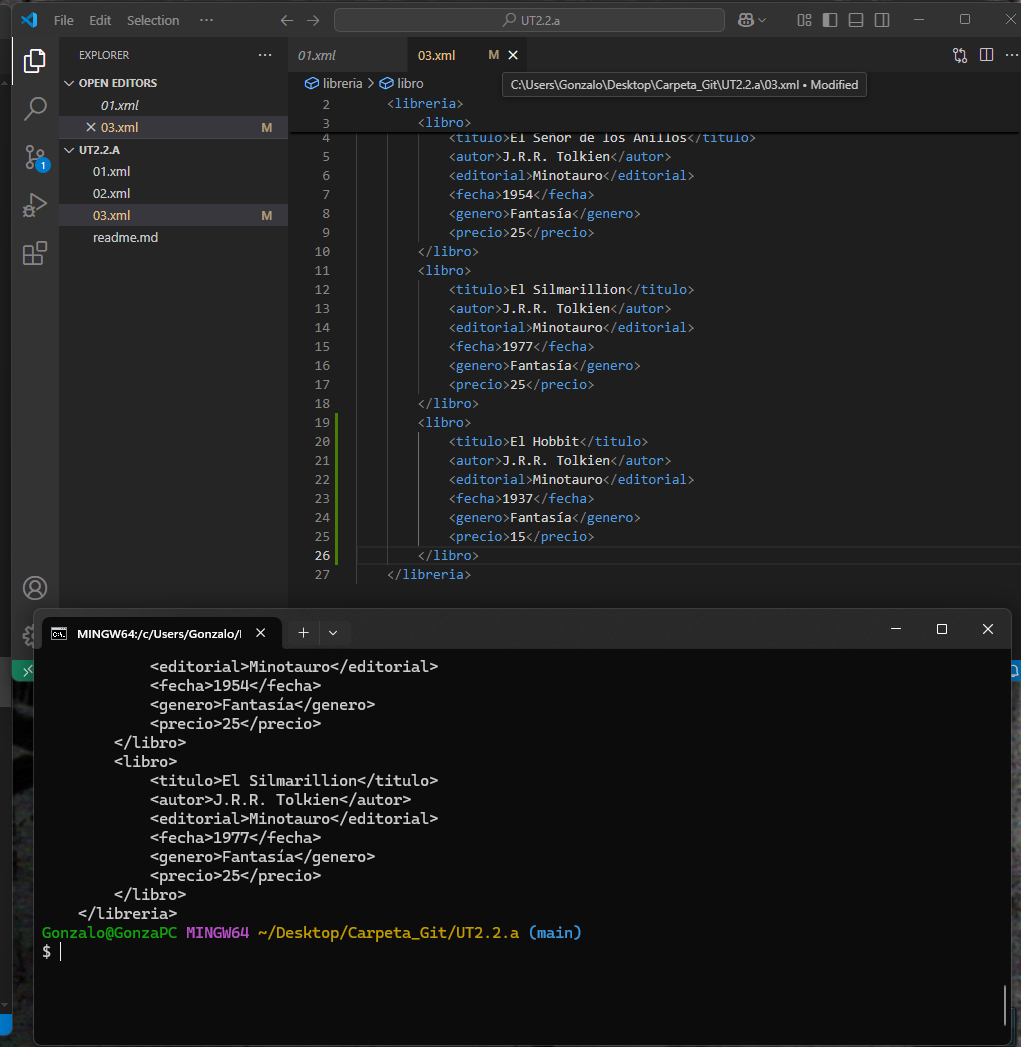 File Edit Selection ··· UT2.2.a
EXPLORER ···
OPEN EDITORS
01.xml
03.xml M
UT2.2.A
01.xml
02.xml
03.xml M
readme.md
1
01.xml 03.xml M
libreria > libro
C:\Users\Gonzalo\Desktop\Carpeta_Git\UT2.2.a\03.xml • Modified
2 <libreria>
3 <libro>
4 <titulo>El Señor de los Anillos</titulo>
5 <autor>J.R.R. Tolkien</autor>
6 <editorial>Minotauro</editorial>
7 <fecha>1954</fecha>
8 <genero>Fantasía</genero>
9 <precio>25</precio>
10 </libro>
11 <libro>
12 <titulo>El Silmarillion</titulo>
13 <autor>J.R.R. Tolkien</autor>
14 <editorial>Minotauro</editorial>
15 <fecha>1977</fecha>
16 <genero>Fantasía</genero>
17 <precio>25</precio>
18 </libro>
19 <libro>
20 <titulo>El Hobbit</titulo>
21 <autor>J.R.R. Tolkien</autor>
22 <editorial>Minotauro</editorial>
23 <fecha>1937</fecha>
24 <genero>Fantasía</genero>
25 <precio>15</precio>
26 </libro>
27 </libreria>
MINGW64:/c/Users/Gonzalo/
<editorial>Minotauro</editorial>
<fecha>1954</fecha>
<genero>Fantasía</genero>
<precio>25</precio>
</libro>
<libro>
<titulo>El Silmarillion</titulo>
<autor>J.R.R. Tolkien</autor>
<editorial>Minotauro</editorial>
<fecha>1977</fecha>
<genero>Fantasía</genero>
<precio>25</precio>
</libro>
</libreria>
Gonzalo@GonzaPC MINGW64 ~/Desktop/Carpeta_Git/UT2.2.a (main)
$